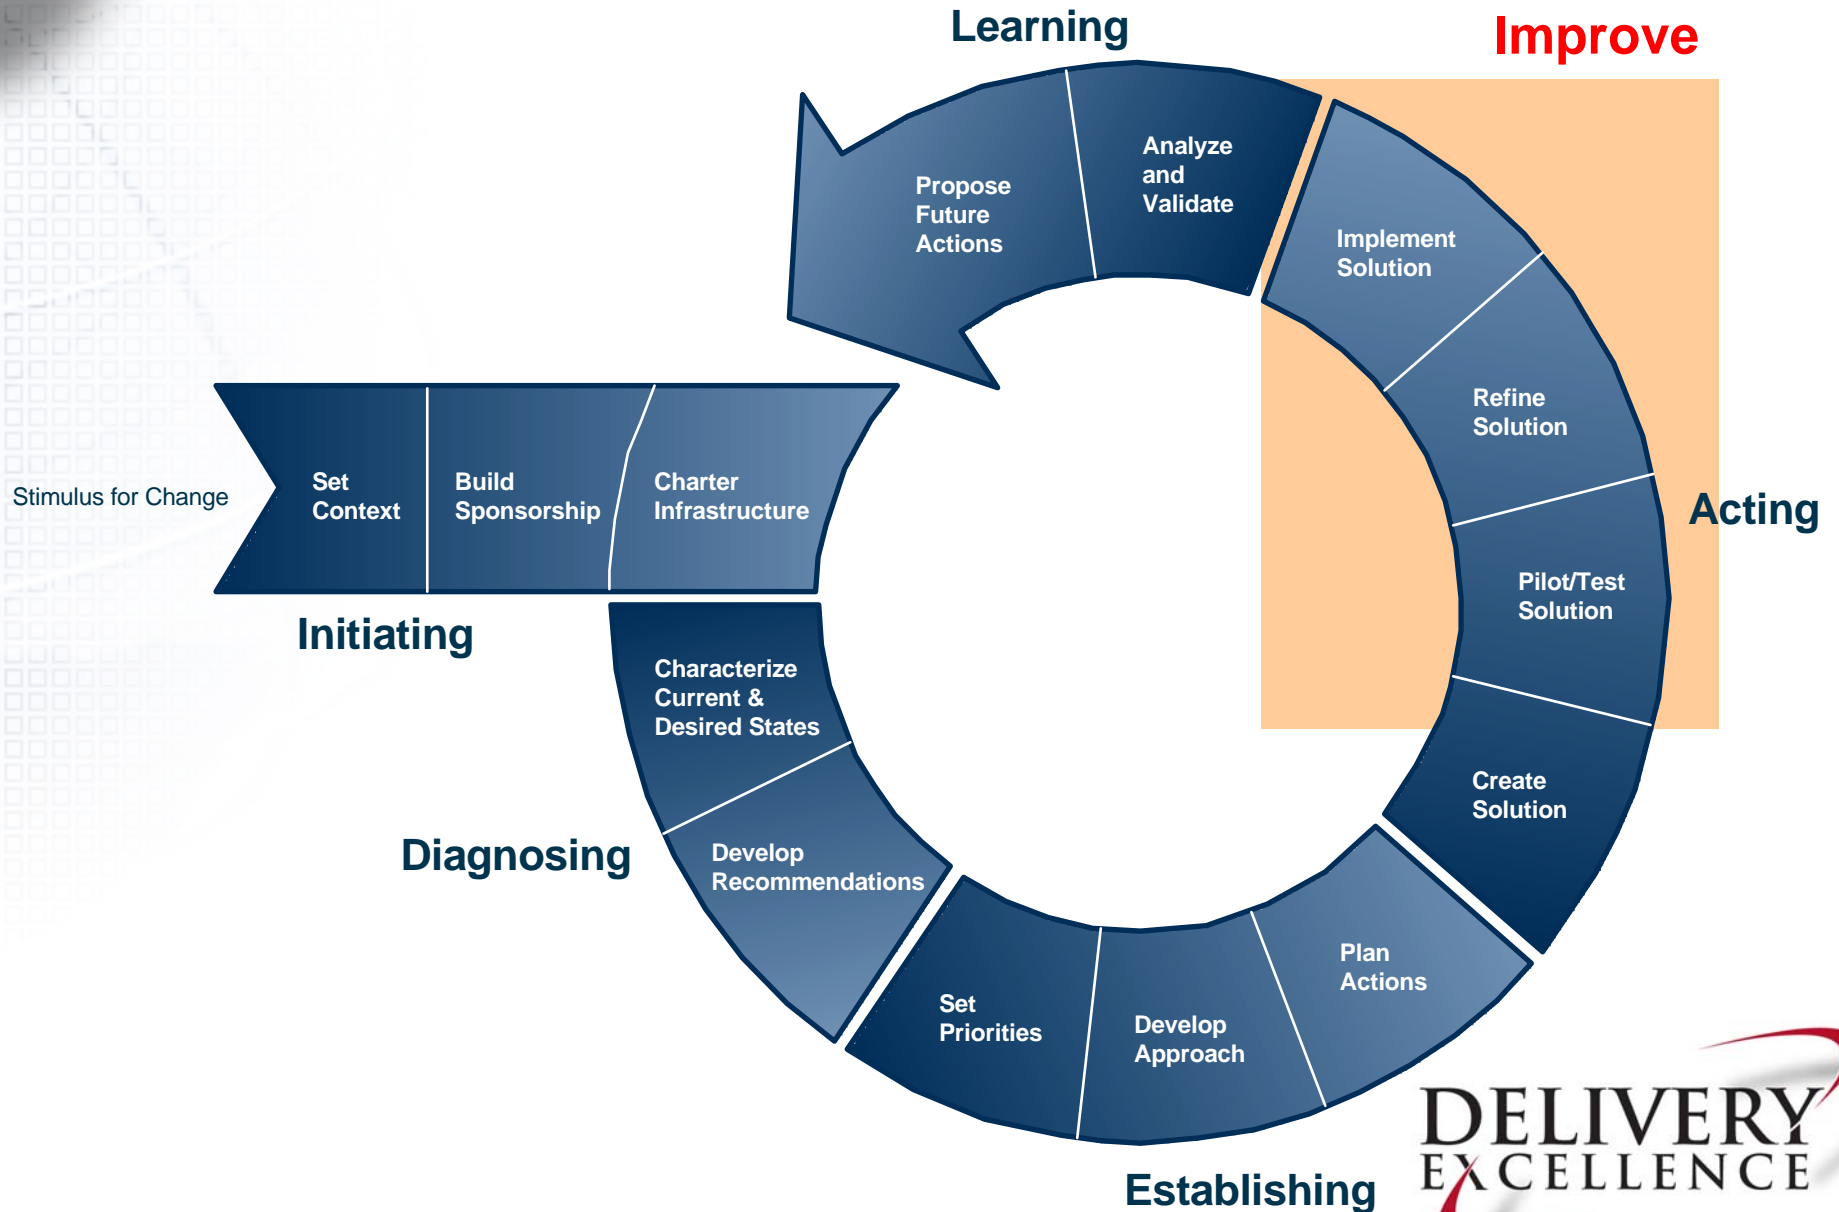 Learning
Improve
Analyze
and
Validate
Propose
Future
Actions
Implement
Solution
Refine
Solution
Stimulus for Change
Set
Context
Build
Sponsorship
Charter
Infrastructure
Acting
Pilot/Test
Solution
Initiating
Characterize
Current &
Desired States
Create
Solution
Diagnosing
Develop
Recommendations
Plan
Actions
Set
Priorities
Develop
Approach
Establishing
DELIVERY
EXCELLENCE